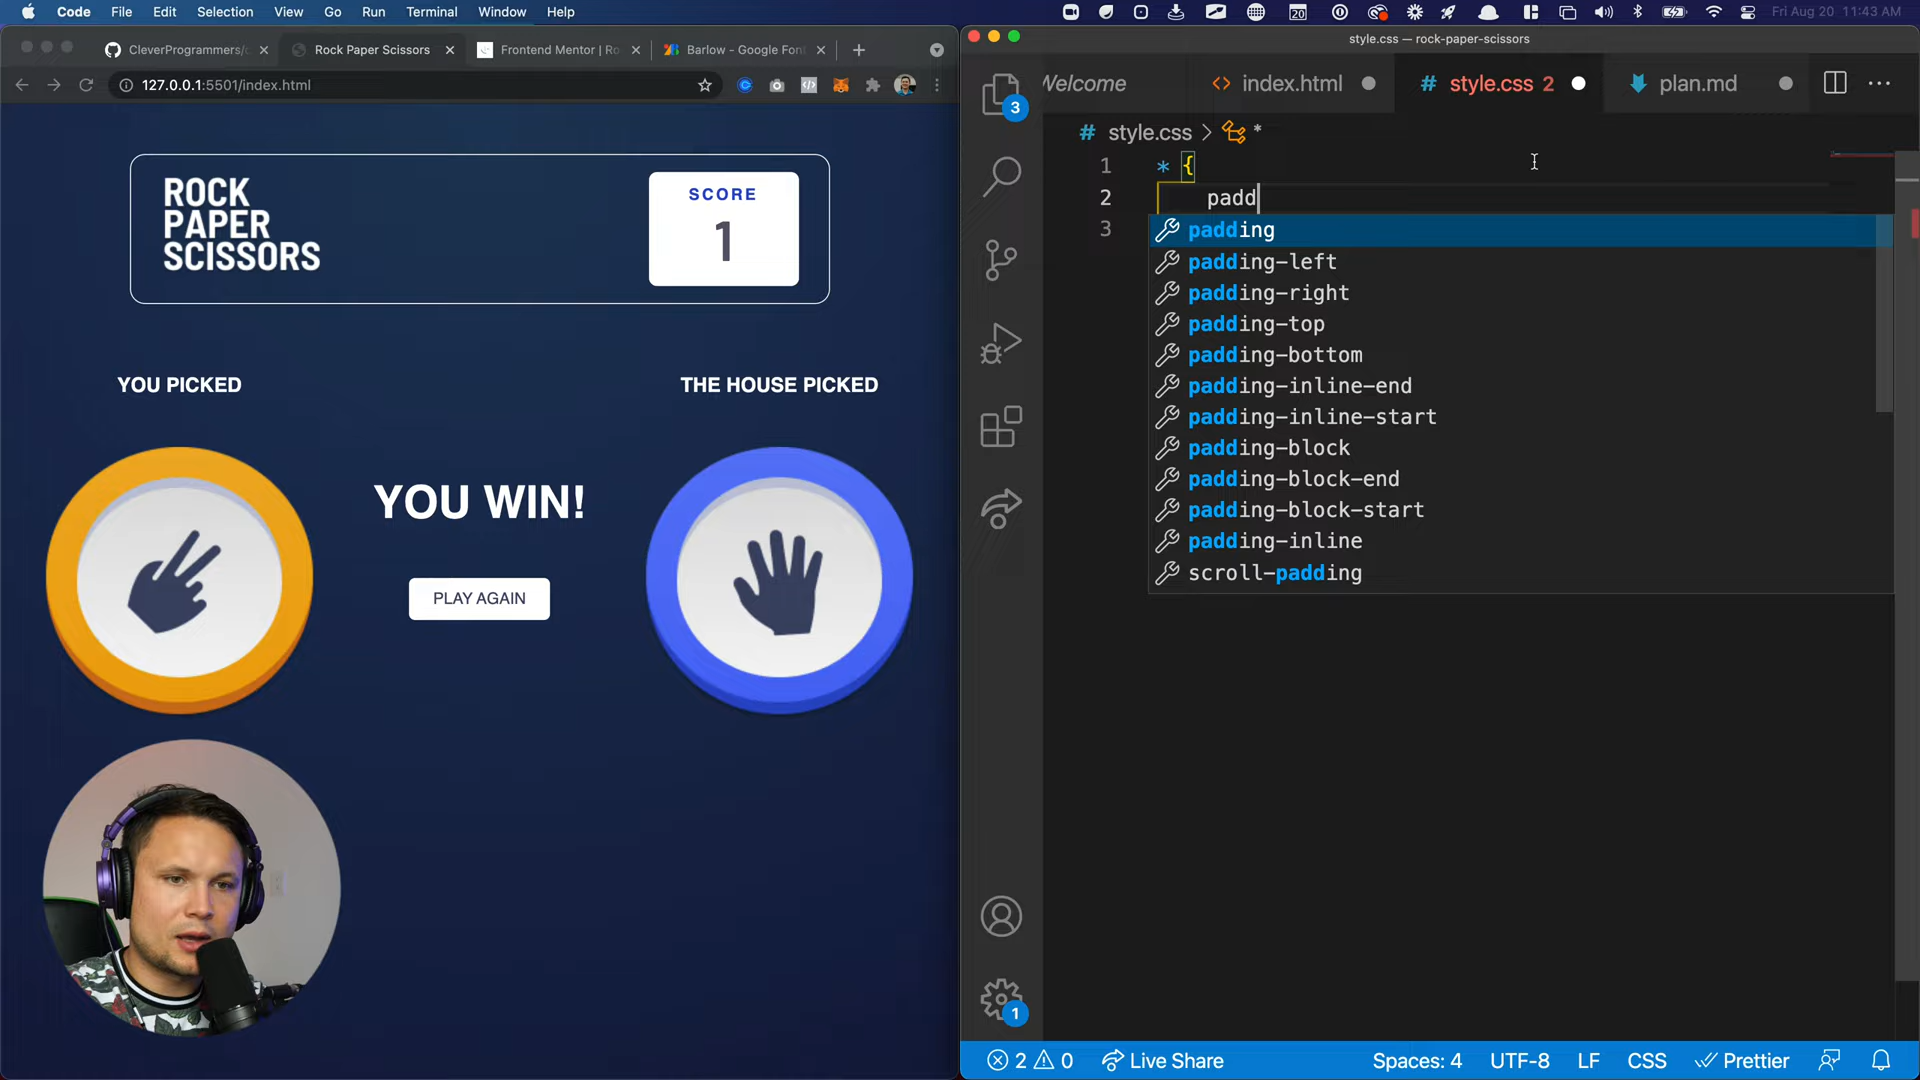 Code File Edit Selection View Go Run Terminal Window Help
20 Fri Aug 20 11:43 AM
CleverProgrammers/c
Rock Paper Scissors
Frontend Mentor | Ro
Barlow - Google Font
127.0.0.1:5501/index.html
ROCK
PAPER
SCISSORS
SCORE
1
YOU PICKED
THE HOUSE PICKED
YOU WIN!
PLAY AGAIN
style.css — rock-paper-scissors
Welcome
<> index.html
# style.css 2
plan.md
3
# style.css > *
1 * {
2 padd
3
padding
padding-left
padding-right
padding-top
padding-bottom
padding-inline-end
padding-inline-start
padding-block
padding-block-end
padding-block-start
padding-inline
scroll-padding
1
2 0 Live Share Spaces: 4 UTF-8 LF CSS Prettier